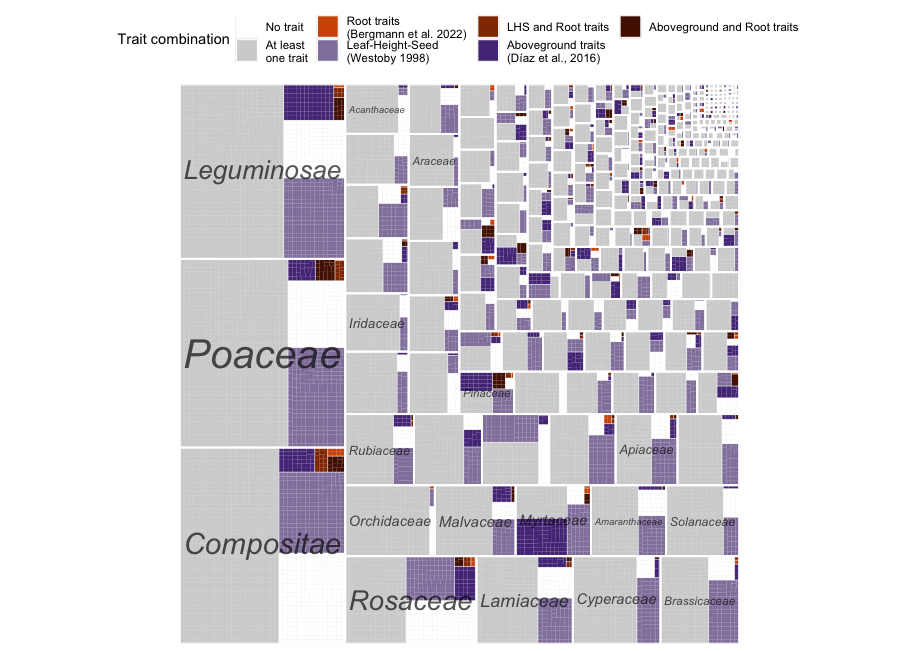 Trait combination
No trait
At least
one trait
Root traits
(Bergmann et al. 2022)
Leaf-Height-Seed
(Westoby 1998)
LHS and Root traits
Aboveground traits
(Díaz et al., 2016)
Aboveground and Root traits
Leguminosae
Acanthaceae
Araceae
Poaceae
Iridaceae
Pinaceae
Compositae
Rubiaceae
Apiaceae
Orchidaceae
Malvaceae
Myrtaceae
Amaranthaceae
Solanaceae
Rosaceae
Lamiaceae
Cyperaceae
Brassicaceae